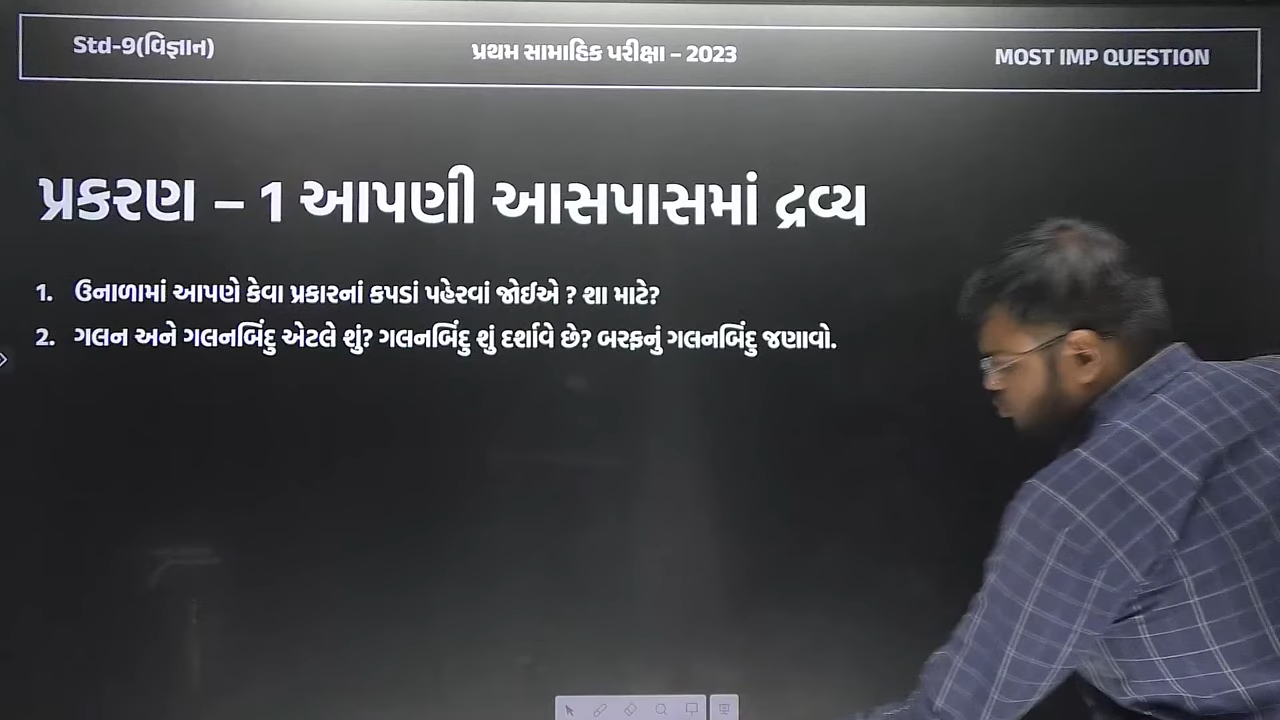 Std-9(વિજ્ઞાન)
પ્રથમ સામાહિક પરીક્ષા – 2023
MOST IMP QUESTION
પ્રકરણ – 1 આપણી આસપાસમાં દ્રવ્ય
1. ઉનાળામાં આપણે કેવા પ્રકારનાં કપડાં પહેરવાં જોઈએ ? શા માટે?
2. ગલન અને ગલનબિંદુ એટલે શું? ગલનબિંદુ શું દર્શાવે છે? બરફનું ગલનબિંદુ જણાવો.